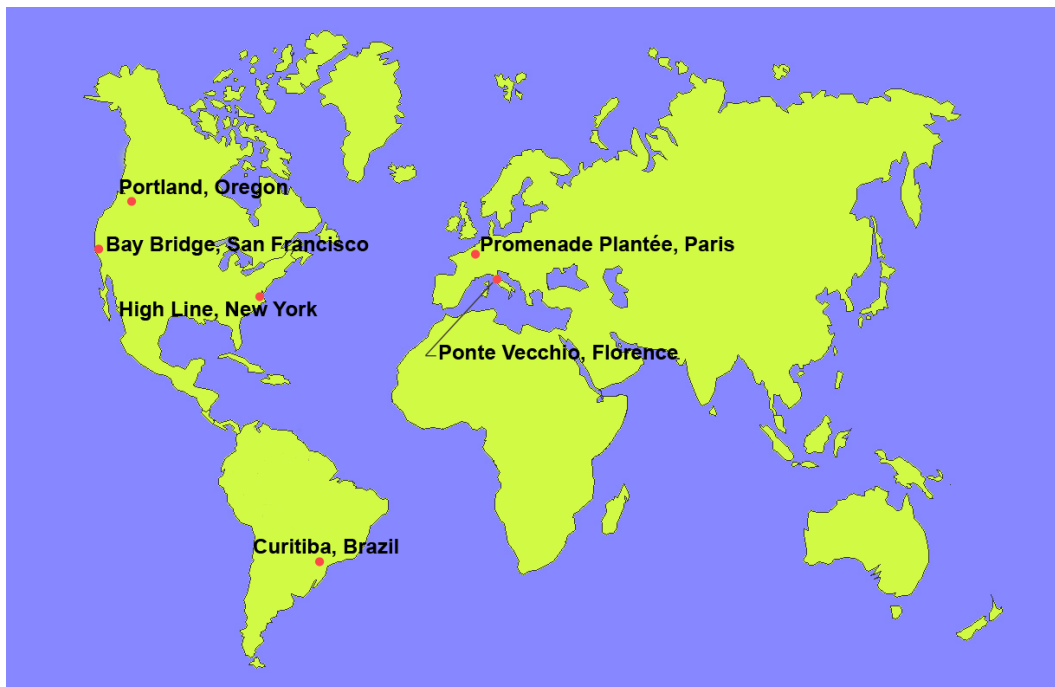 Portland, Oregon
Bay Bridge, San Francisco
Promenade Plantée, Paris
High Line, New York
Ponte Vecchio, Florence
Curitiba, Brazil